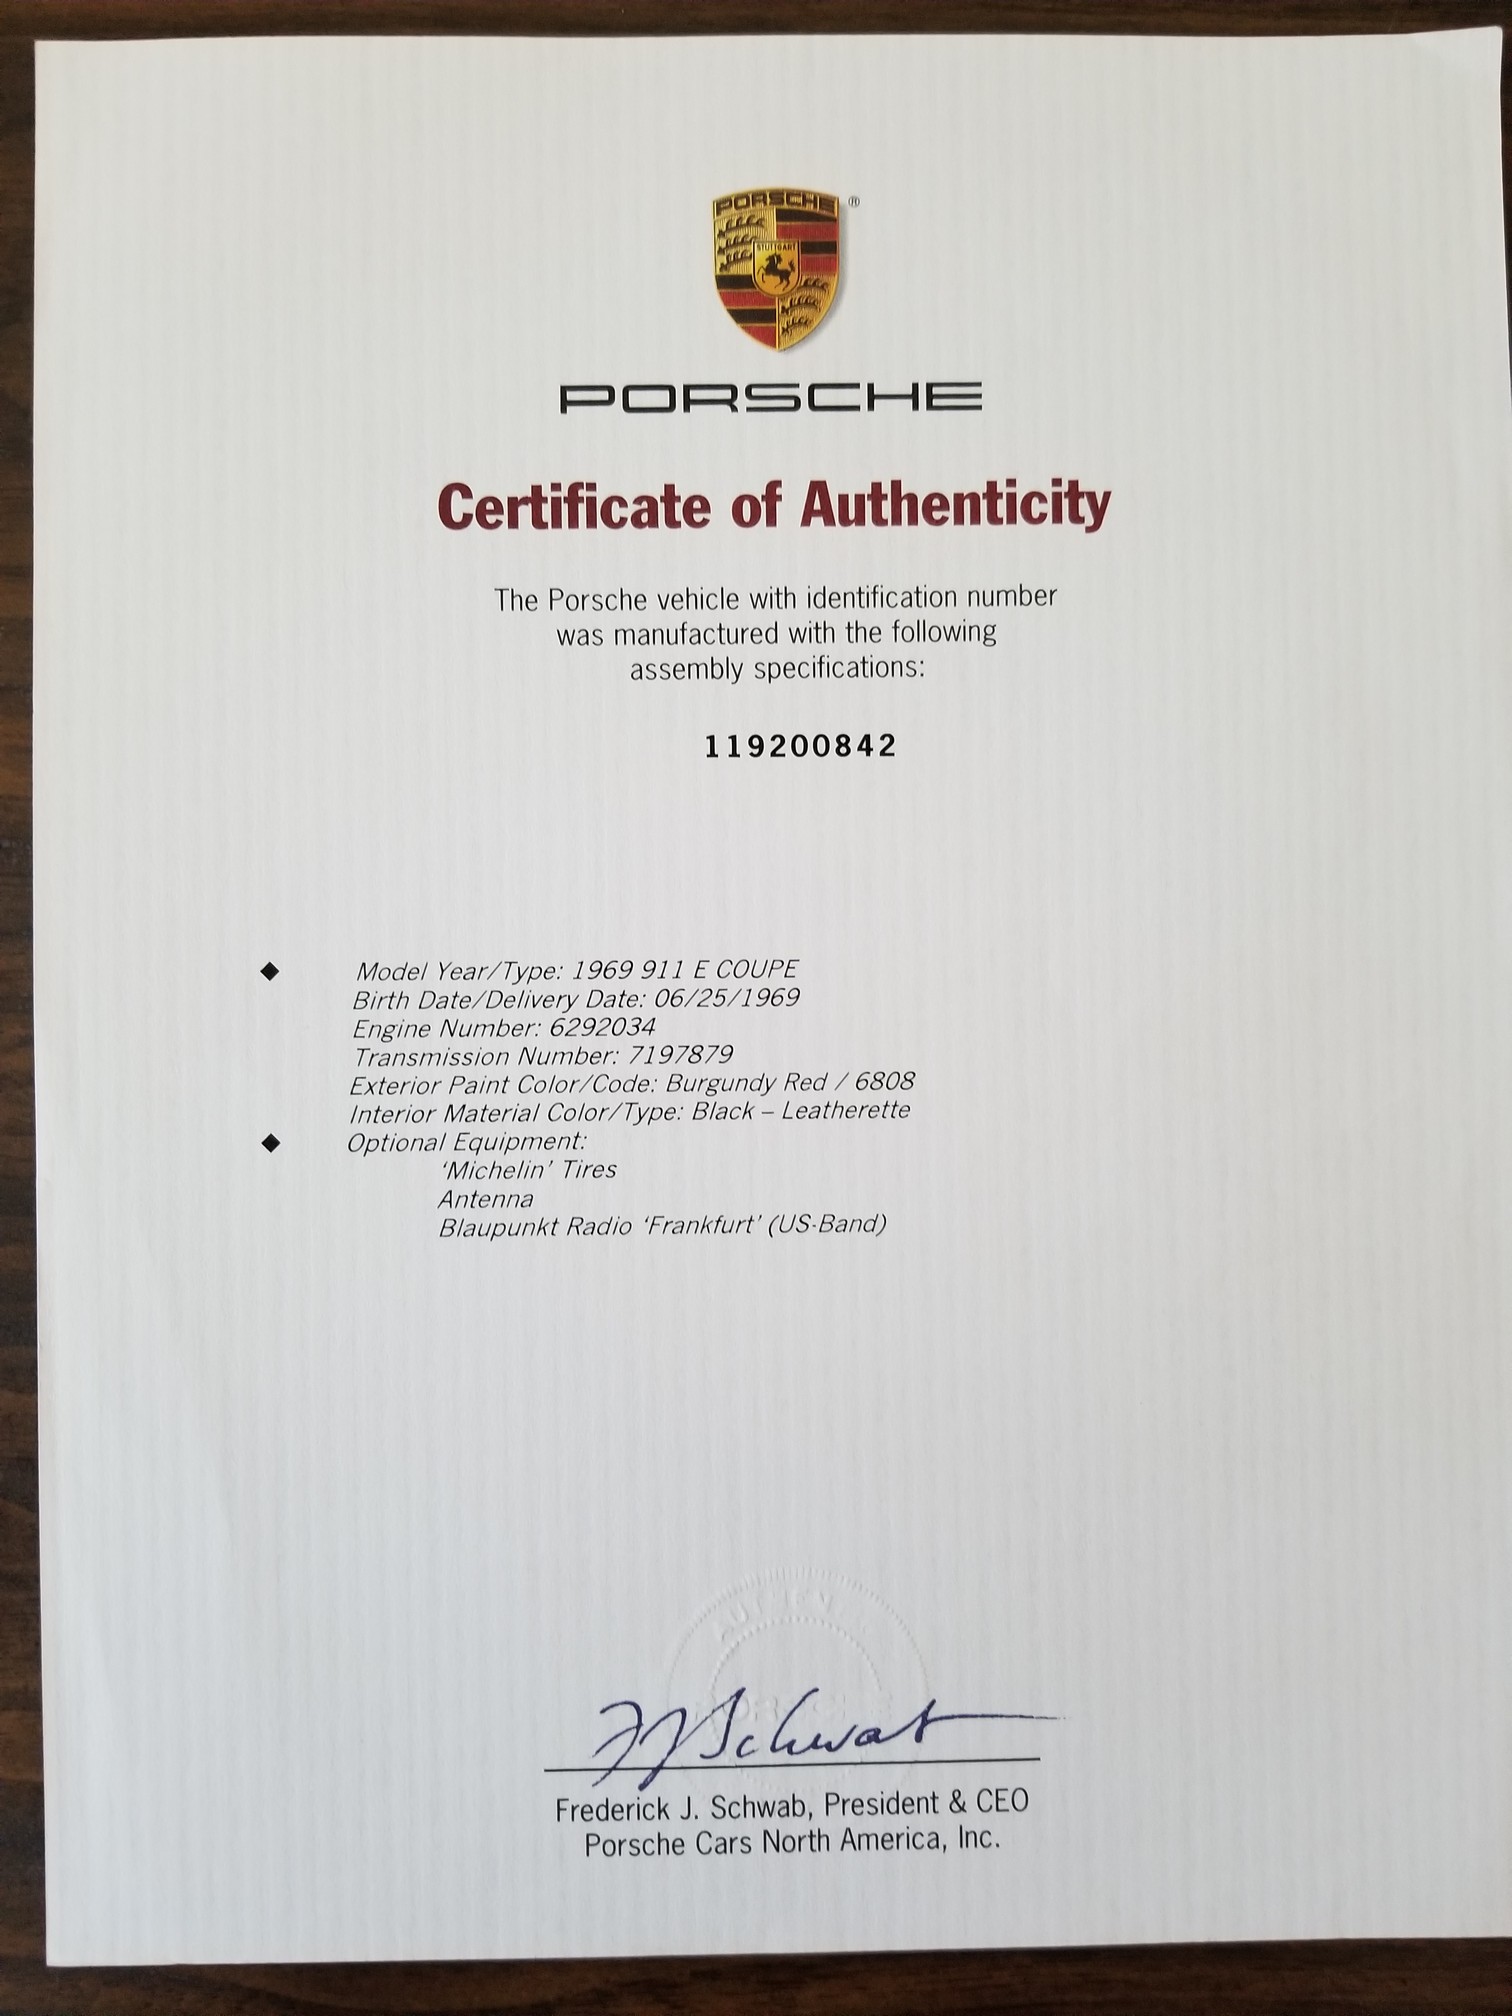 PORSCHE ®
STUTTGART
PORSCHE
Certificate of Authenticity
The Porsche vehicle with identification number
was manufactured with the following
assembly specifications:
119200842
◆ Model Year/Type: 1969 911 E COUPE
Birth Date/Delivery Date: 06/25/1969
Engine Number: 6292034
Transmission Number: 7197879
Exterior Paint Color/Code: Burgundy Red / 6808
Interior Material Color/Type: Black – Leatherette
◆ Optional Equipment:
‘Michelin’ Tires
Antenna
Blaupunkt Radio ‘Frankfurt’ (US-Band)
Frederick J. Schwab, President & CEO
Porsche Cars North America, Inc.